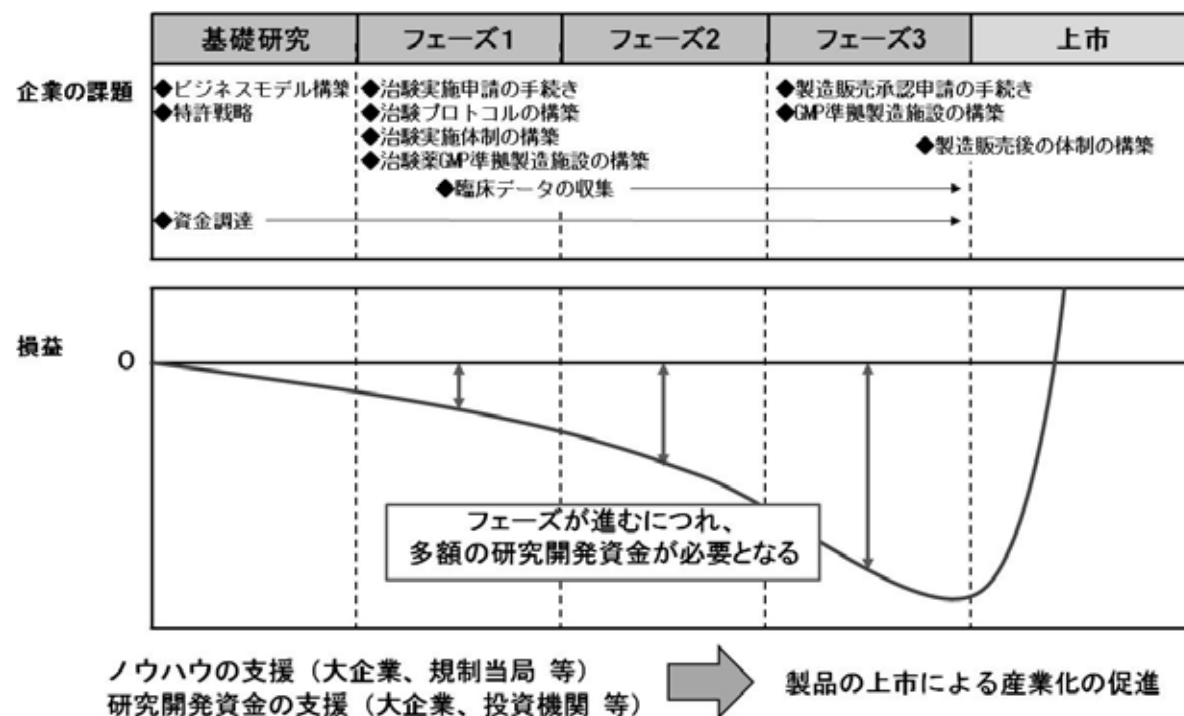 基礎研究 フェーズ1 フェーズ2 フェーズ3 上市
企業の課題
◆ビジネスモデル構築
◆特許戦略
◆治験実施申請の手続き
◆治験プロトコルの構築
◆治験実施体制の構築
◆治験薬GMP準拠製造施設の構築
◆製造販売承認申請の手続き
◆GMP準拠製造施設の構築
◆製造販売後の体制の構築
◆臨床データの収集
◆資金調達
損益
0
フェーズが進むにつれ、
多額の研究開発資金が必要となる
ノウハウの支援（大企業、規制当局 等）
研究開発資金の支援（大企業、投資機関 等）
製品の上市による産業化の促進